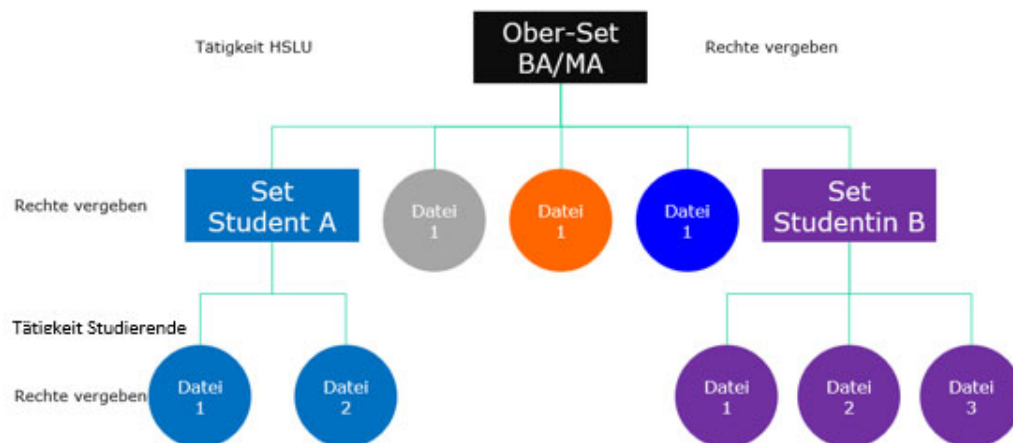 Tätigkeit HSLU
Ober-Set
BA/MA
Rechte vergeben
Rechte vergeben
Set
Student A
Datei
1
Datei
1
Datei
1
Set
Studentin B
Tätigkeit Studierende
Rechte vergeben
Datei
1
Datei
2
Datei
1
Datei
2
Datei
3